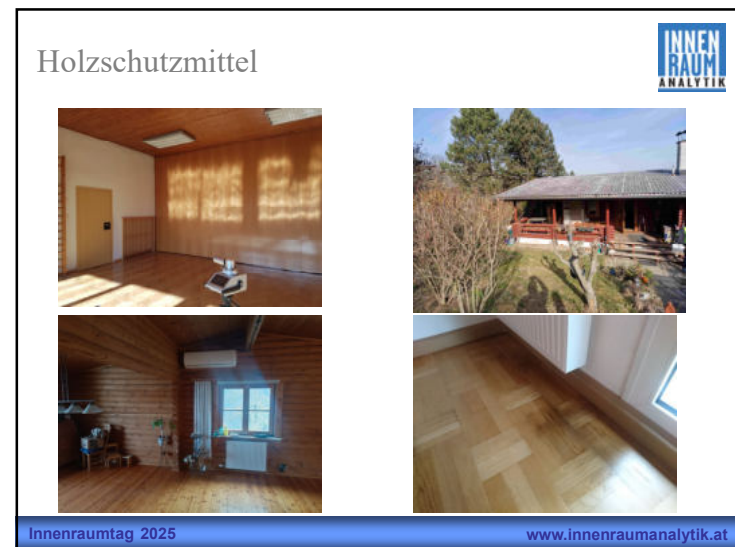 Holzschutzmittel
INNEN
RAUM
ANALYTIK
Innenraumtag 2025
www.innenraumanalytik.at